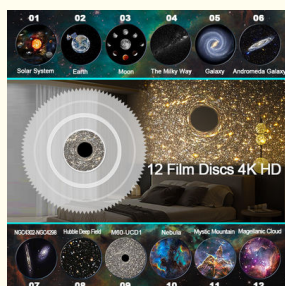 01 02 03 04 05 06
Solar System Earth Moon The Milky Way Galaxy Andromeda Galaxy
12 Film Discs 4K HD
NGC4302.NGC4298 Hubble Deep Field M60-UCD1 Nebula Mystic Mountain Magellanic Cloud
07 08 09 10 11 12